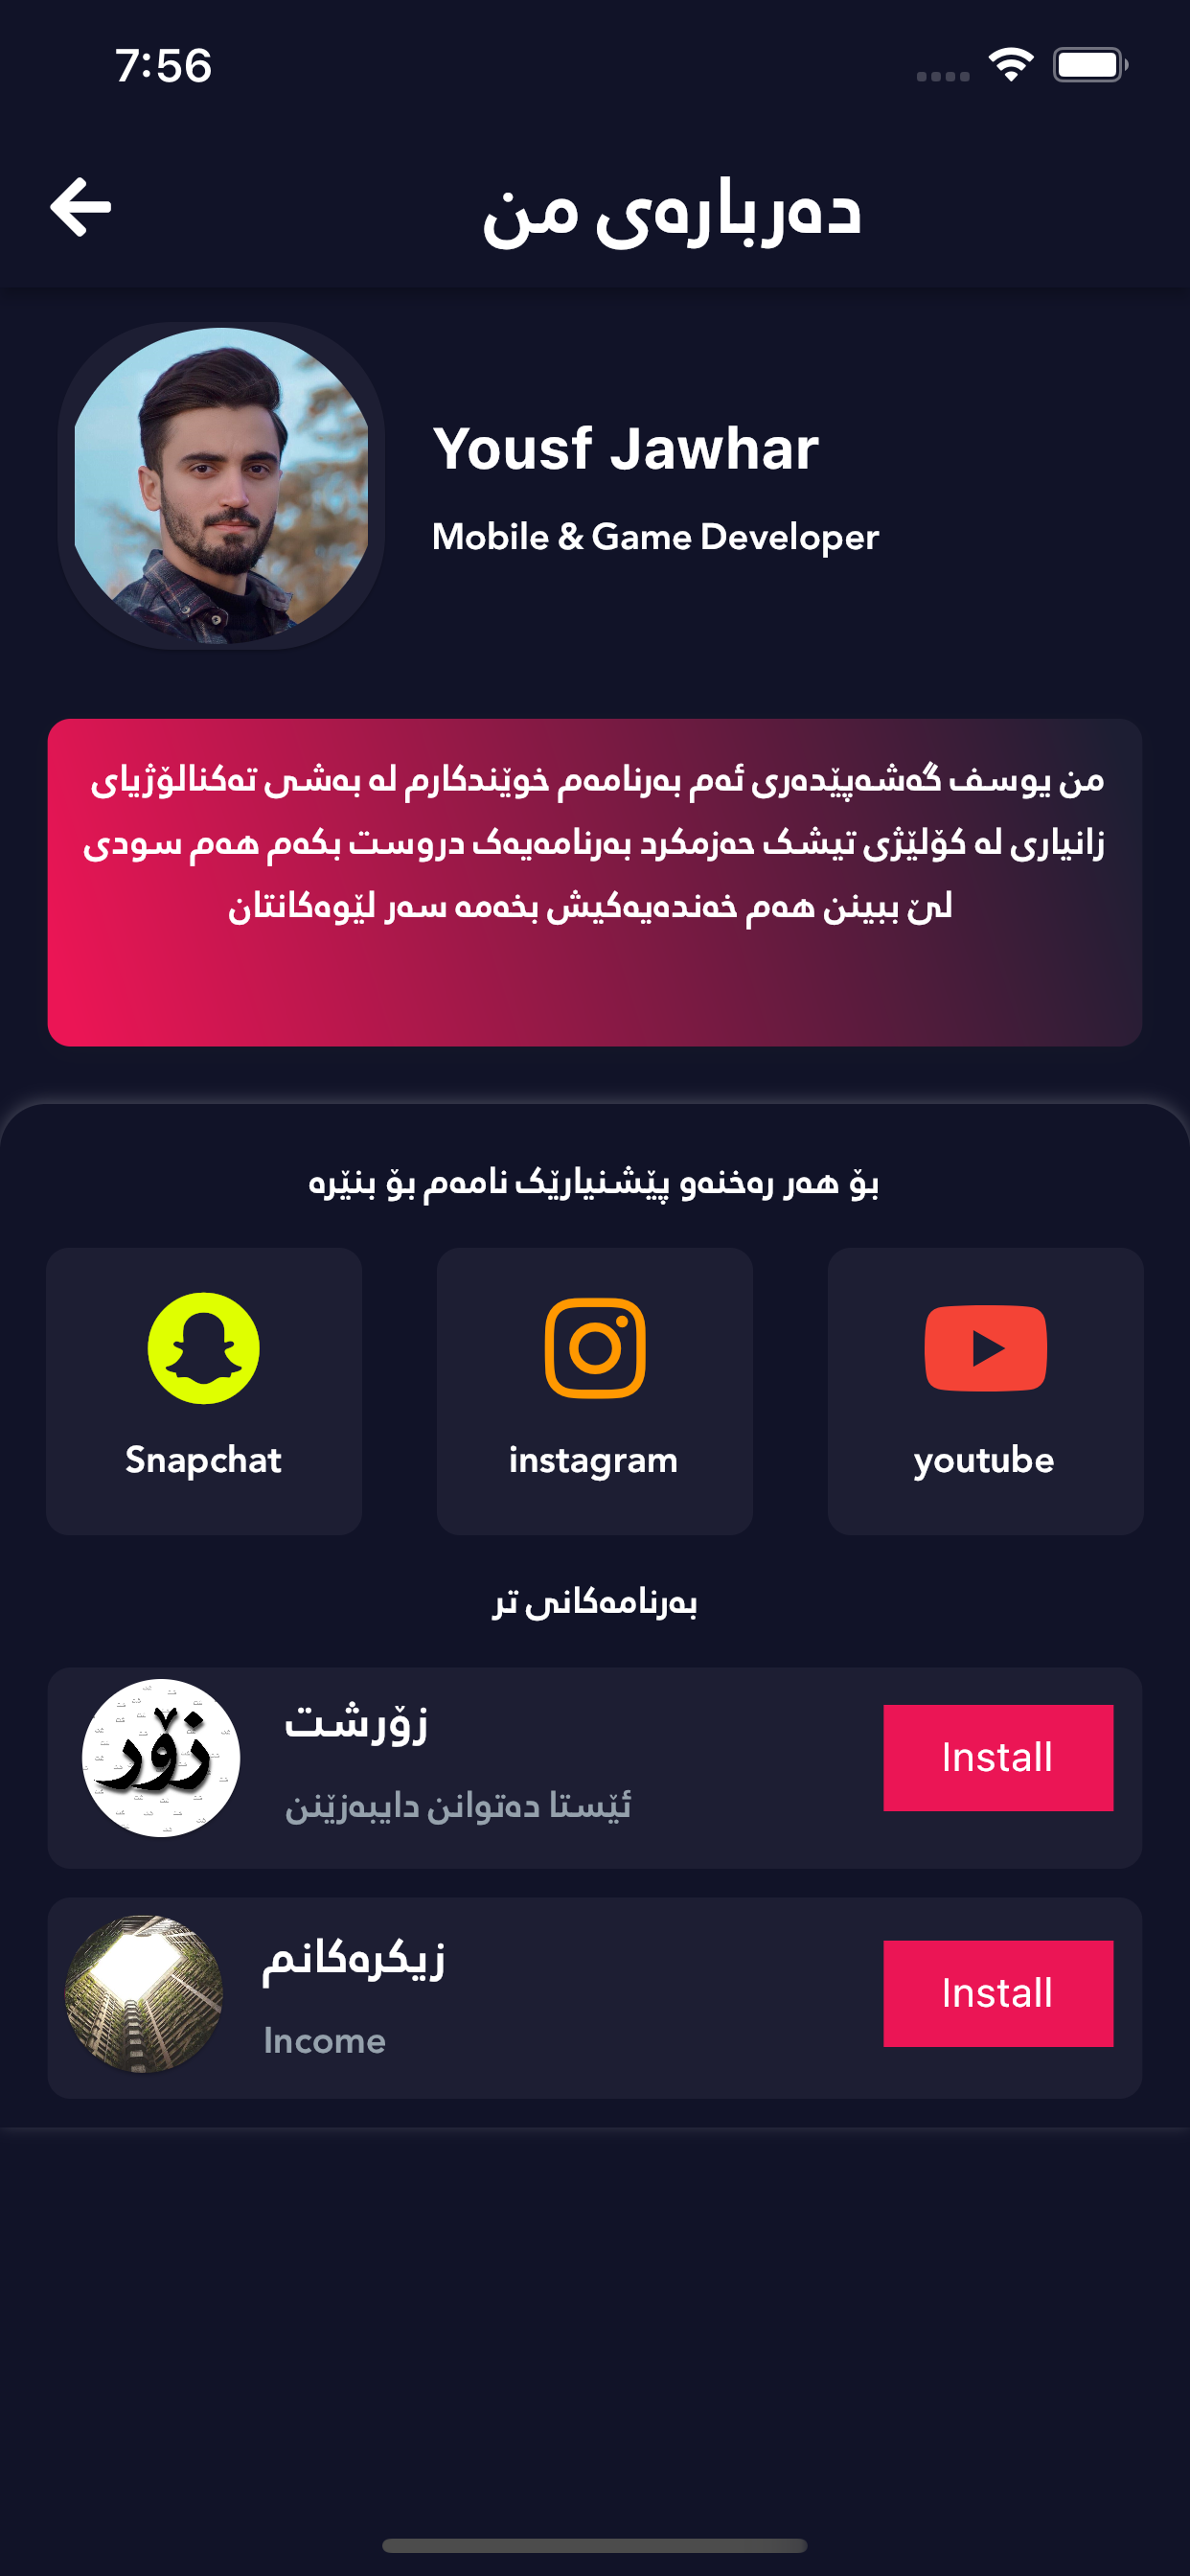 7:56
دەربارەی من
Yousf Jawhar
Mobile & Game Developer
من یوسف گەشەپێدەری ئەم بەرنامەم خوێندکارم لە بەشی تەکنالۆژیای
زانیاری لە کۆلێژی تیشک حەزمکرد بەرنامەیەک دروست بکەم هەم سودی
لێ ببینن هەم خەندەیەکیش بخەمە سەر لێوەکانتان
بۆ هەر رەخنەو پێشنیارێک نامەم بۆ بنێرە
Snapchat
instagram
youtube
بەرنامەکانی تر
زۆر
زۆرشت
ئێستا دەتوانن دایبەزێنن
Install
زیکرەکانم
Income
Install